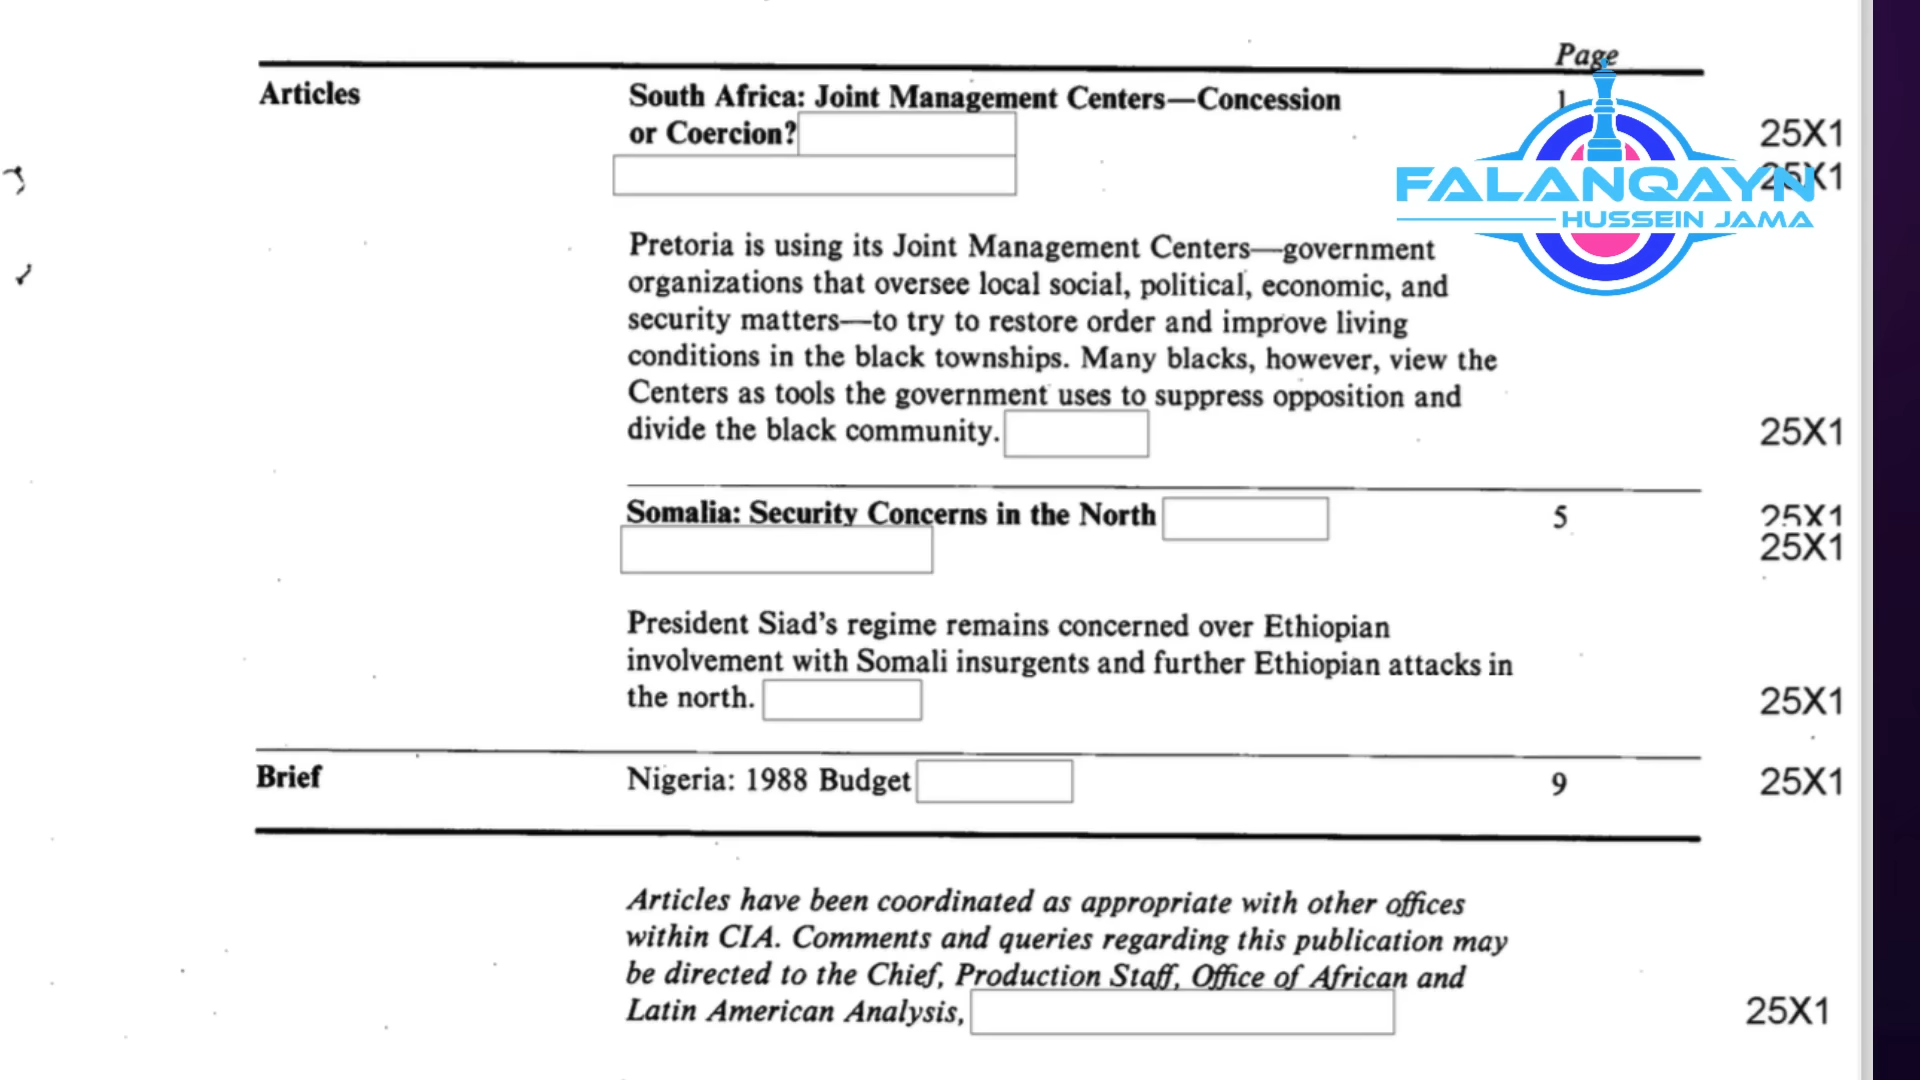 Page
Articles
South Africa: Joint Management Centers—Concession
or Coercion?
1
25X1
25X1
FALANQAYN
HUSSEIN JAMA
Pretoria is using its Joint Management Centers—government
organizations that oversee local social, political, economic, and
security matters—to try to restore order and improve living
conditions in the black townships. Many blacks, however, view the
Centers as tools the government uses to suppress opposition and
divide the black community.
25X1
Somalia: Security Concerns in the North
5
25X1
25X1
President Siad's regime remains concerned over Ethiopian
involvement with Somali insurgents and further Ethiopian attacks in
the north.
25X1
Brief
Nigeria: 1988 Budget
9
25X1
Articles have been coordinated as appropriate with other offices
within CIA. Comments and queries regarding this publication may
be directed to the Chief, Production Staff, Office of African and
Latin American Analysis,
25X1